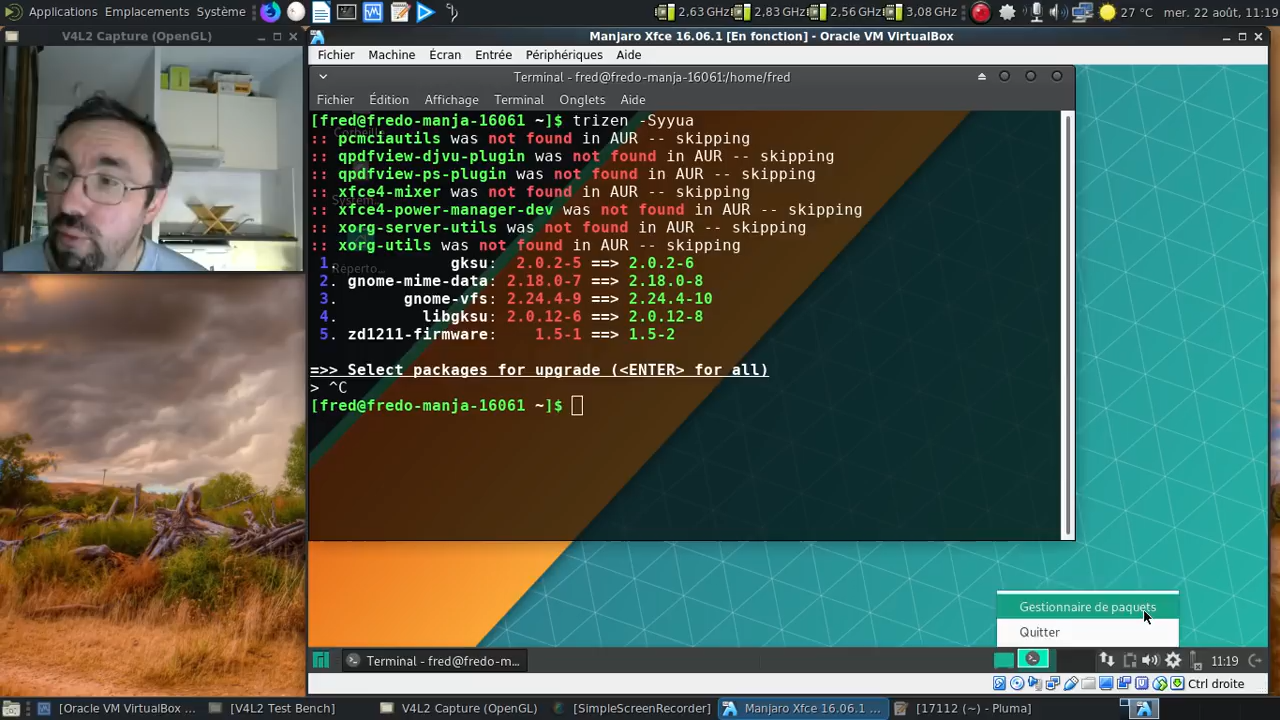 Applications Emplacements Système
2,63 GHz 2,83 GHz 2,56 GHz 3,08 GHz 27 °C mer. 22 août, 11:19
V4L2 Capture (OpenGL)
Manjaro Xfce 16.06.1 [En fonction] - Oracle VM VirtualBox
Fichier Machine Écran Entrée Périphériques Aide
Terminal - fred@fredo-manja-16061:/home/fred
Fichier Édition Affichage Terminal Onglets Aide
[fred@fredo-manja-16061 ~]$ trizen -Syyua
Corbeille
:: pcmciautils was not found in AUR -- skipping
:: qpdfview-djvu-plugin was not found in AUR -- skipping
:: qpdfview-ps-plugin was not found in AUR -- skipping
:: xfce4-mixer was not found in AUR -- skipping
Systèm...
:: xfce4-power-manager-dev was not found in AUR -- skipping
:: xorg-server-utils was not found in AUR -- skipping
:: xorg-utils was not found in AUR -- skipping
1. gksu: 2.0.2-5 ==> 2.0.2-6
Réperto...
2. gnome-mime-data: 2.18.0-7 ==> 2.18.0-8
3. gnome-vfs: 2.24.4-9 ==> 2.24.4-10
4. libgksu: 2.0.12-6 ==> 2.0.12-8
5. zd1211-firmware: 1.5-1 ==> 1.5-2
=>> Select packages for upgrade (<ENTER> for all)
> ^C
[fred@fredo-manja-16061 ~]$
Gestionnaire de paquets
Quitter
Terminal - fred@fredo-m...
11:19
Ctrl droite
[Oracle VM VirtualBox ... [V4L2 Test Bench] V4L2 Capture (OpenGL) [SimpleScreenRecorder] Manjaro Xfce 16.06.1 ... [17112 (~) - Pluma]